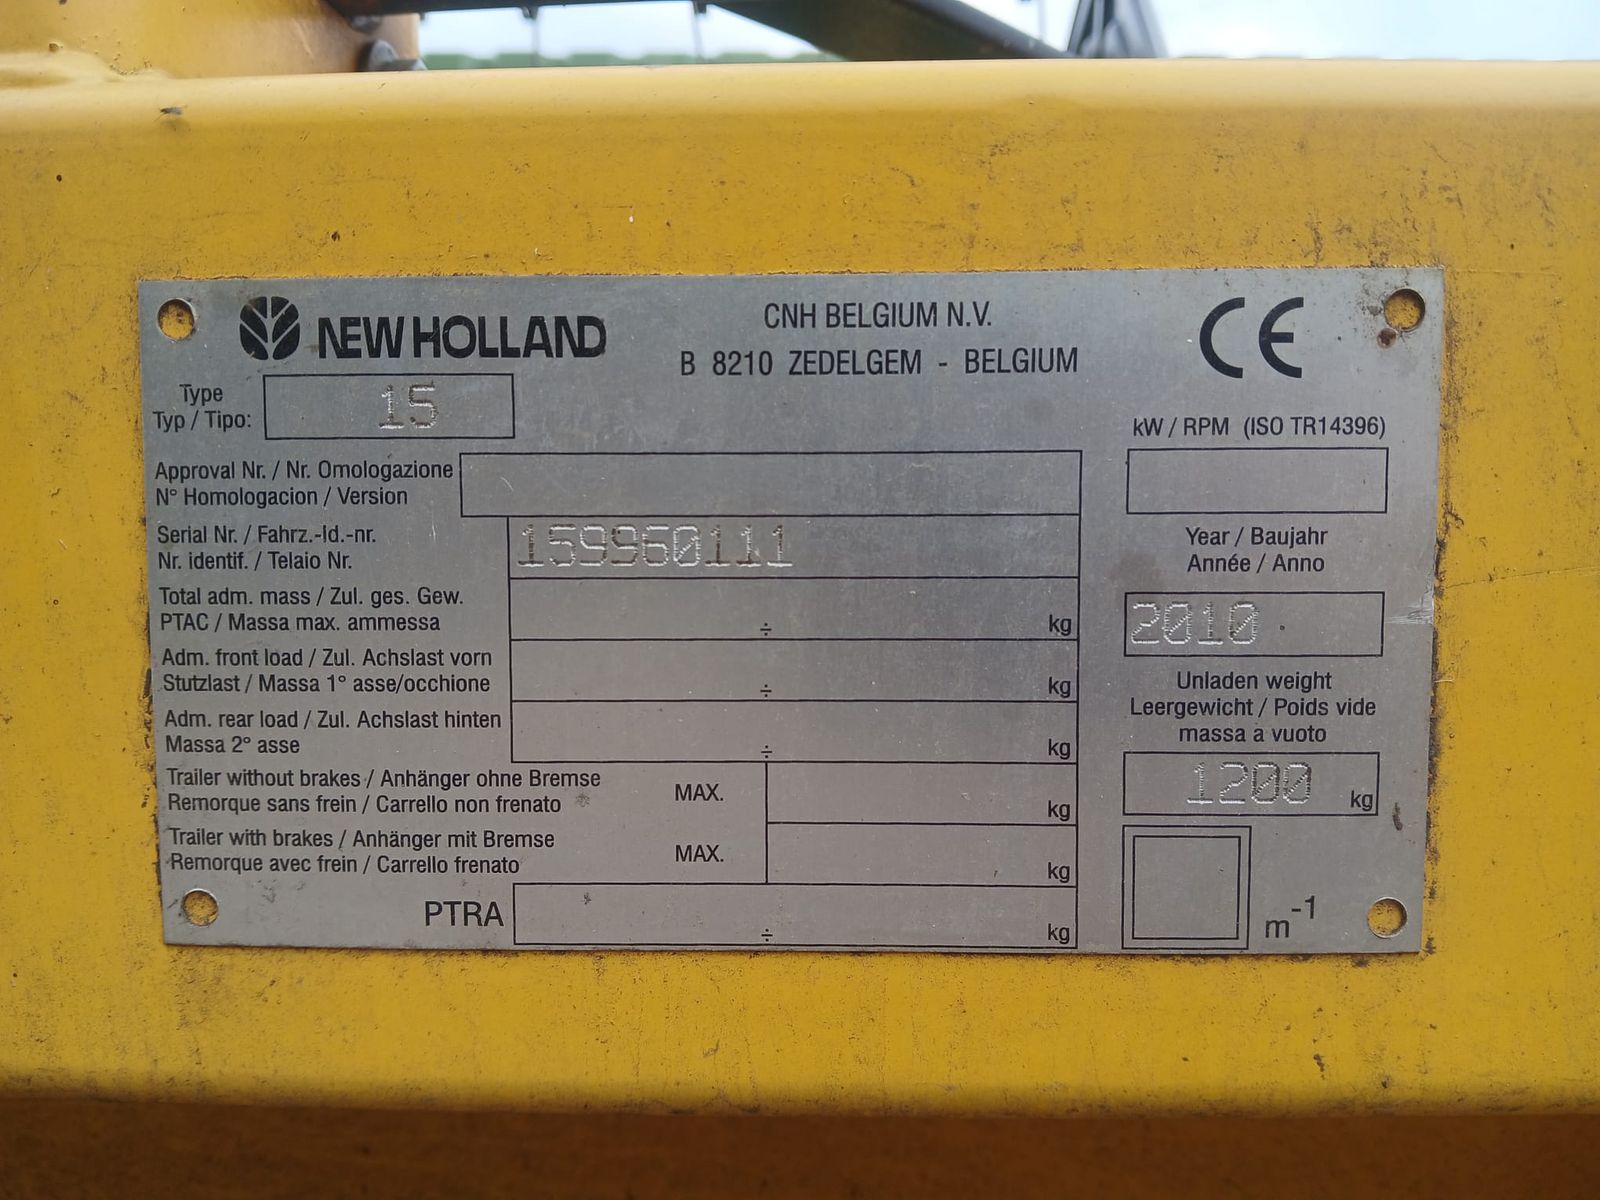 NEW HOLLAND
CNH BELGIUM N.V.
B 8210 ZEDELGEM - BELGIUM
CE
Type
Typ / Tipo:
15
kW / RPM (ISO TR14396)
Approval Nr. / Nr. Omologazione
N° Homologacion / Version
Serial Nr. / Fahrz.-Id.-nr.
Nr. identif. / Telaio Nr.
159960111
Year / Baujahr
Année / Anno
2010
Total adm. mass / Zul. ges. Gew.
PTAC / Massa max. ammessa
÷ kg
Adm. front load / Zul. Achslast vorn
Stutzlast / Massa 1° asse/occhione
÷ kg
Unladen weight
Leergewicht / Poids vide
massa a vuoto
1200 kg
Adm. rear load / Zul. Achslast hinten
Massa 2° asse
÷ kg
Trailer without brakes / Anhänger ohne Bremse
Remorque sans frein / Carrello non frenato
MAX. kg
Trailer with brakes / Anhänger mit Bremse
Remorque avec frein / Carrello frenato
MAX. kg
PTRA ÷ kg
m-1